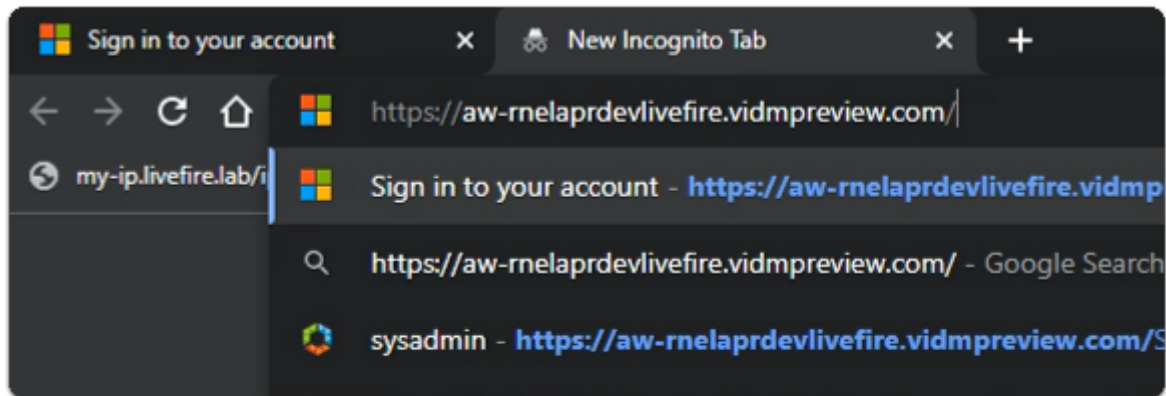 Sign in to your account
New Incognito Tab
https://aw-rnelaprdevlivefire.vidmpreview.com/
my-ip.livefire.lab/i
Sign in to your account - https://aw-rnelaprdevlivefire.vidmp
https://aw-rnelaprdevlivefire.vidmpreview.com/ - Google Search
sysadmin - https://aw-rnelaprdevlivefire.vidmpreview.com/S